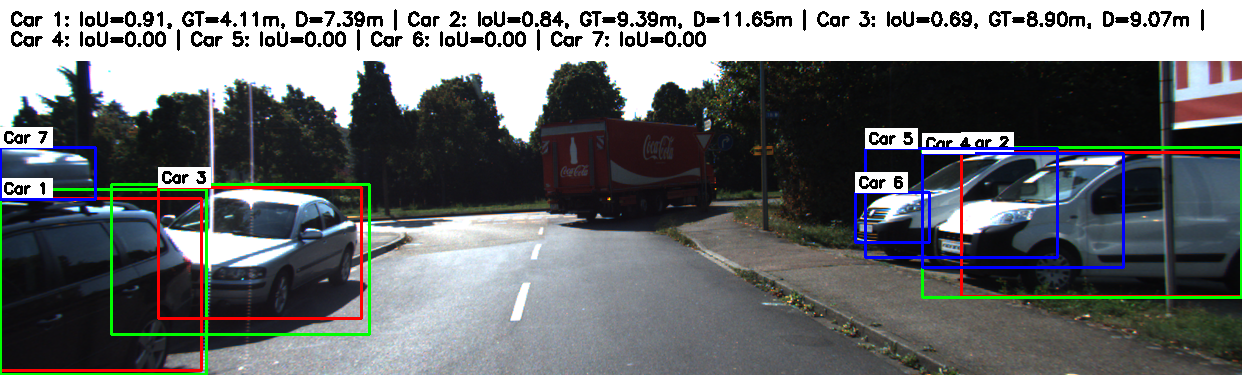 Car 1: IoU=0.91, GT=4.11m, D=7.39m | Car 2: IoU=0.84, GT=9.39m, D=11.65m | Car 3: IoU=0.69, GT=8.90m, D=9.07m |
Car 4: IoU=0.00 | Car 5: IoU=0.00 | Car 6: IoU=0.00 | Car 7: IoU=0.00
Car 7
Car 5
Car 4
ar 2
Car 3
Car 6
Car 1
Coca-Cola
Coca-Cola